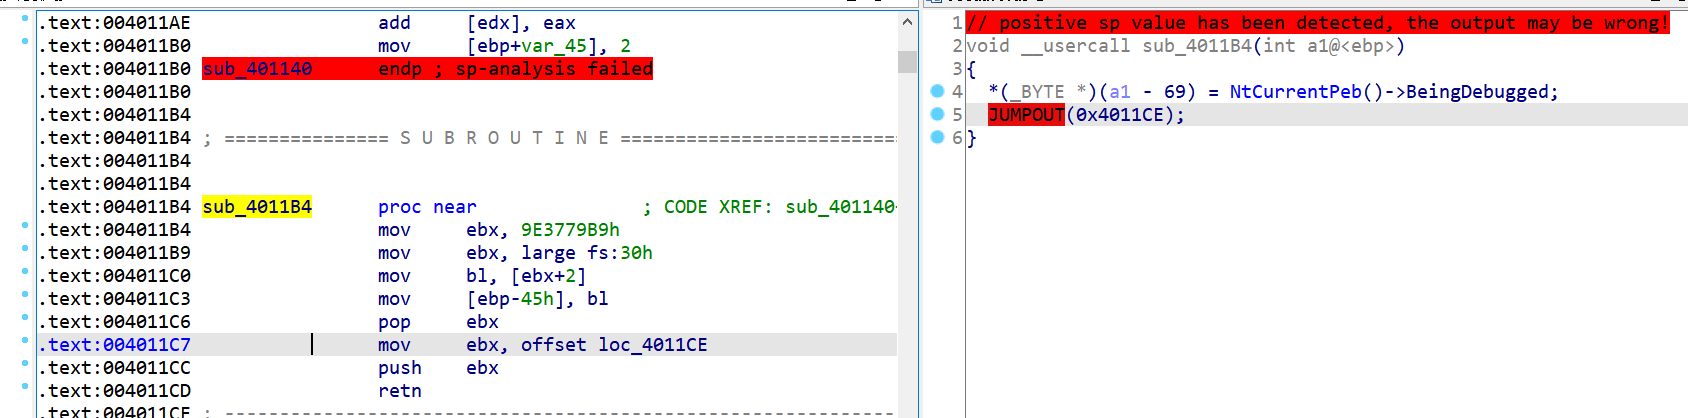 .text:004011AE add [edx], eax
.text:004011B0 mov [ebp+var_45], 2
.text:004011B0 sub_401140 endp ; sp-analysis failed
.text:004011B0
.text:004011B4
.text:004011B4 ; =============== S U B R O U T I N E ===========================
.text:004011B4
.text:004011B4
.text:004011B4 sub_4011B4 proc near ; CODE XREF: sub_401140
.text:004011B4 mov ebx, 9E3779B9h
.text:004011B9 mov ebx, large fs:30h
.text:004011C0 mov bl, [ebx+2]
.text:004011C3 mov [ebp-45h], bl
.text:004011C6 pop ebx
.text:004011C7 mov ebx, offset loc_4011CE
.text:004011CC push ebx
.text:004011CD retn
.text:004011CE ; ---------------------------------------------------------------
1 // positive sp value has been detected, the output may be wrong!
2 void __usercall sub_4011B4(int a1@<ebp>)
3 {
4 *(_BYTE *)(a1 - 69) = NtCurrentPeb()->BeingDebugged;
5 JUMPOUT(0x4011CE);
6 }